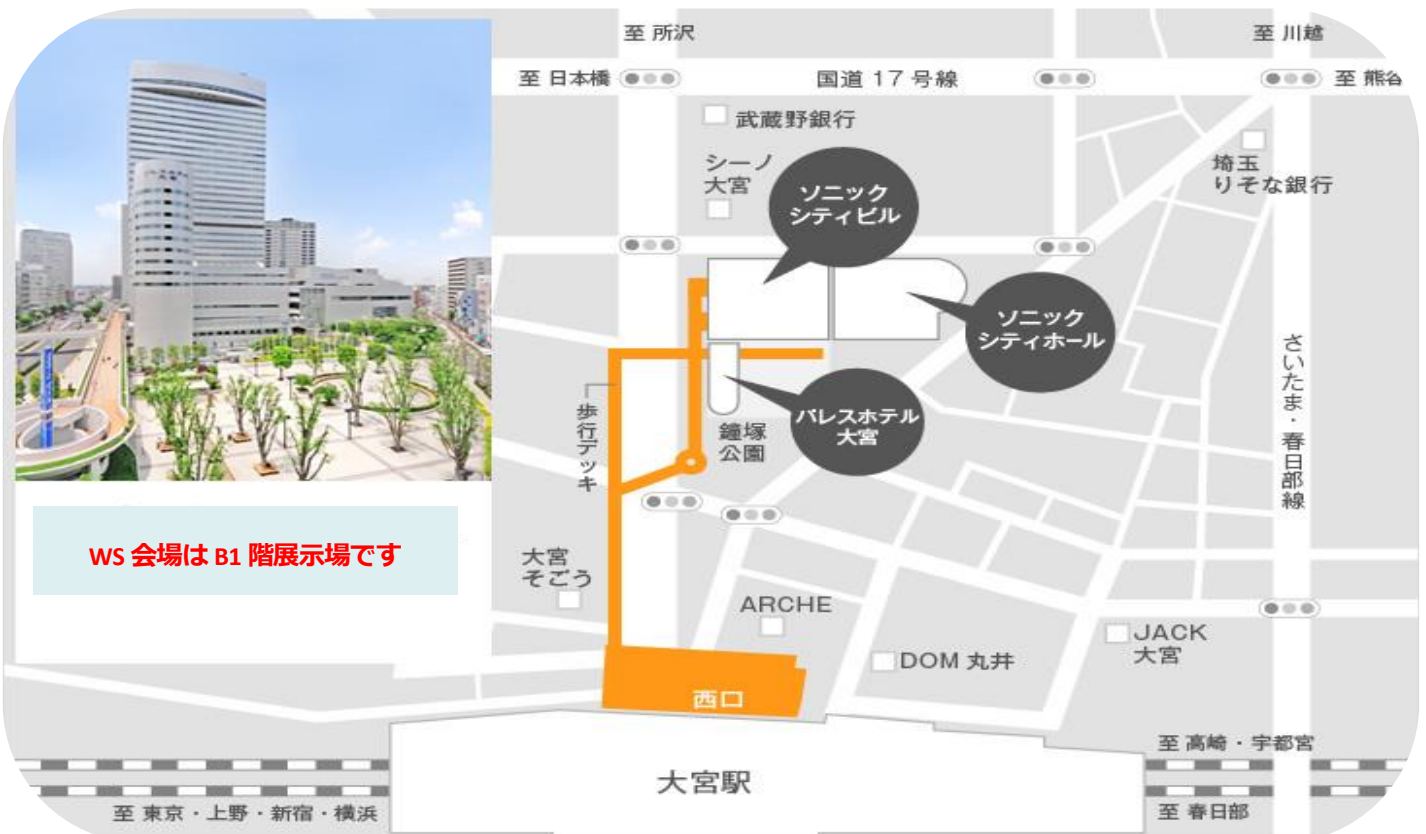 至 所沢
至 川越
至 日本橋
国道 17 号線
至 熊谷
武蔵野銀行
シーノ
大宮
埼玉
りそな銀行
ソニック
シティビル
ソニック
シティホール
パレスホテル
大宮
鐘塚
公園
歩行デッキ
さいたま・春日部線
WS 会場は B1 階展示場です
大宮
そごう
ARCHE
DOM 丸井
JACK
大宮
西口
大宮駅
至 高崎・宇都宮
至 春日部
至 東京・上野・新宿・横浜